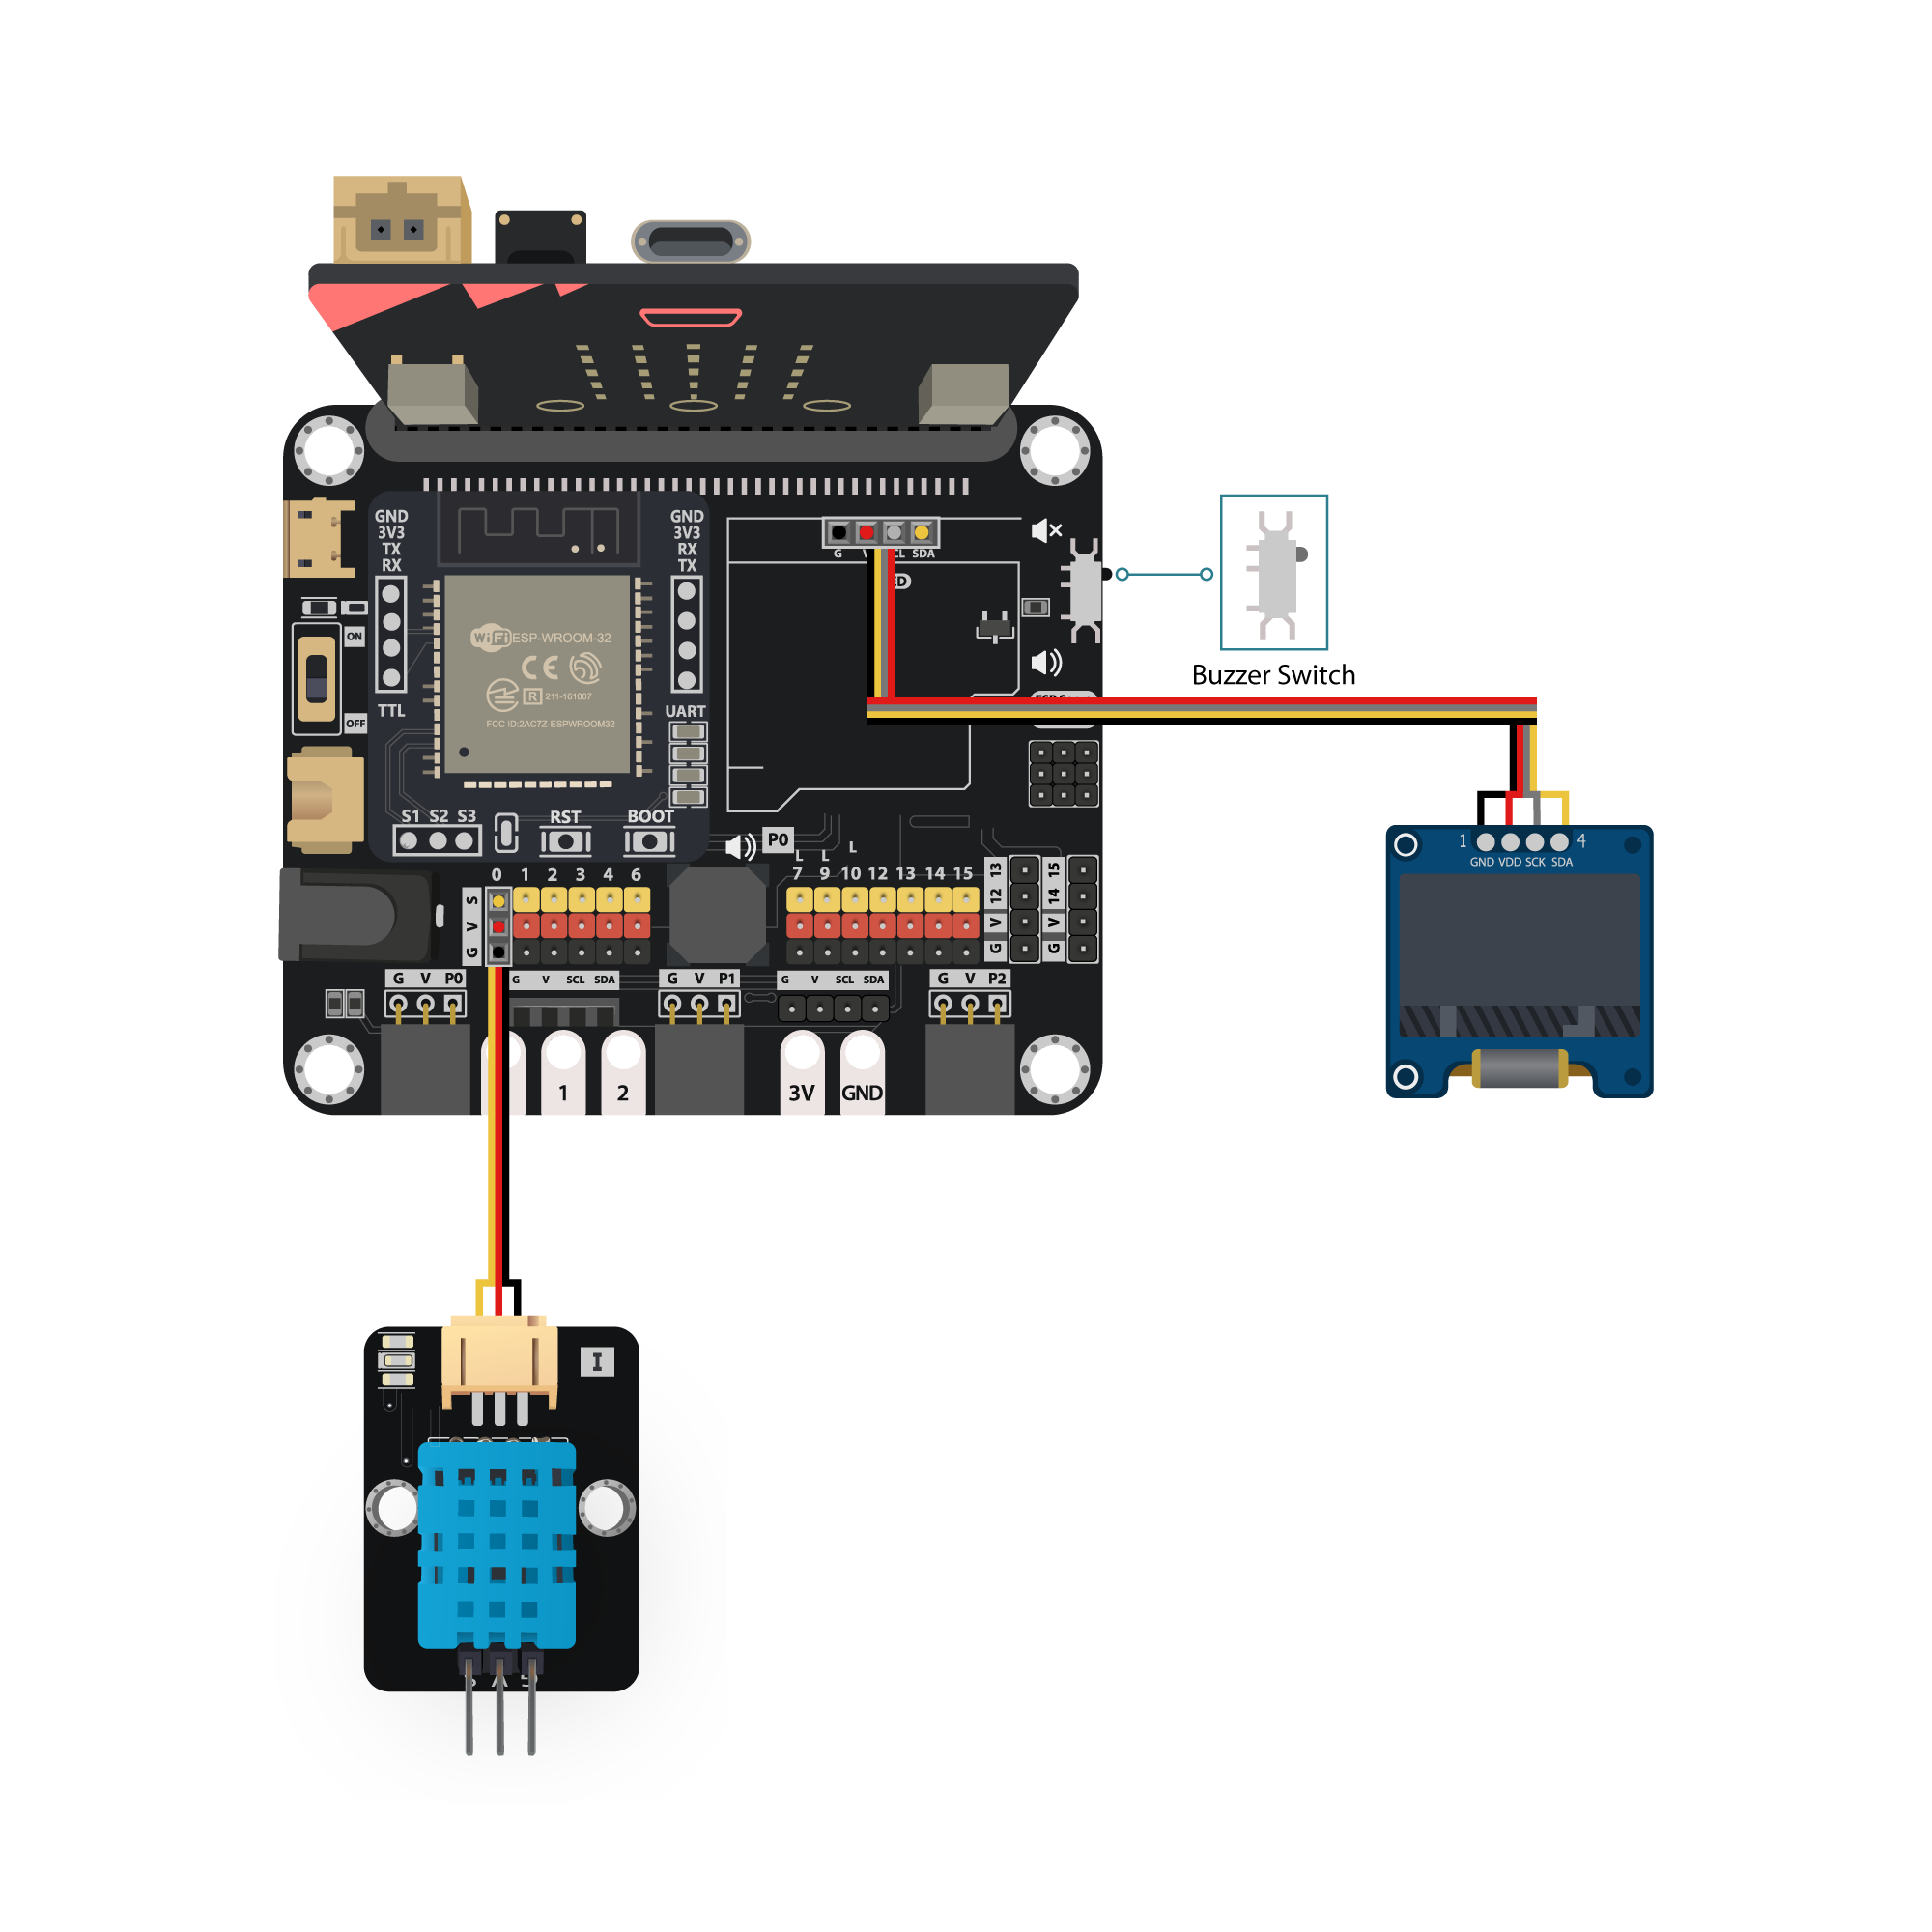 GND
3V3
TX
RX
TTL
GND
3V3
RX
TX
UART
WiFi ESP-WROOM-32
CE
R 211-161007
FCC ID:2AC7Z-ESPWROOM32
ON
OFF
S1 S2 S3
RST
BOOT
G SDA
Buzzer Switch
P0
L L L
0 1 2 3 4 6
7 9 10 12 13 14 15
S
V
G
13
12
V
G
15
14
V
G
G V P0
G V SCL SDA
G V P1
G V SCL SDA
G V P2
1
2
3V
GND
1 4
GND VDD SCK SDA
I